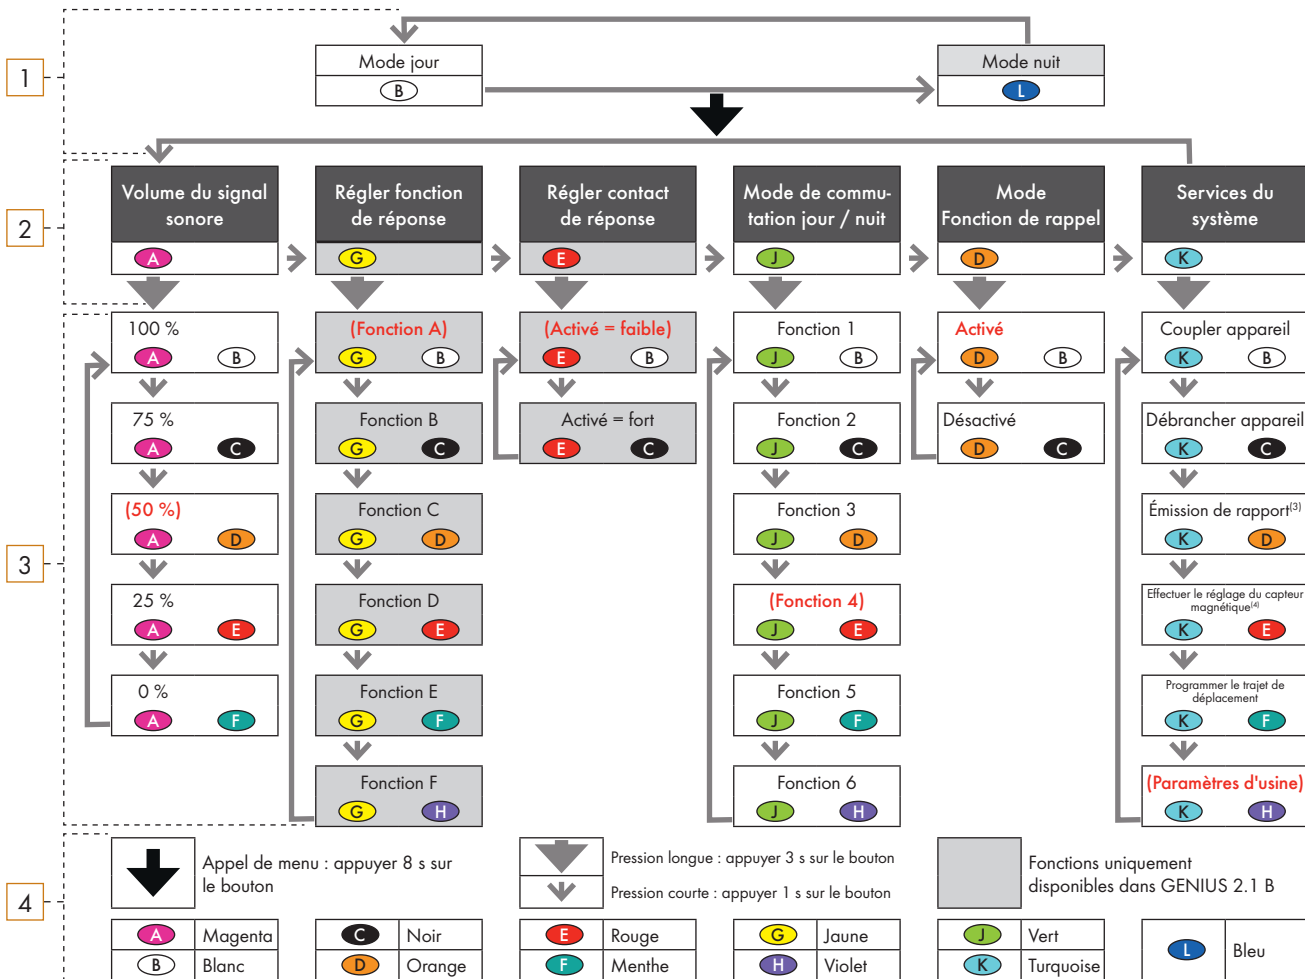 1
Mode jour
B
Mode nuit
L
2
Volume du signal
sonore
A
Régler fonction
de réponse
G
Régler contact
de réponse
E
Mode de commu-
tation jour / nuit
J
Mode
Fonction de rappel
D
Services du
système
K
3
100 %
A B
(Fonction A)
G B
(Activé = faible)
E B
Fonction 1
J B
Activé
D B
Coupler appareil
K B
75 %
A C
Fonction B
G C
Activé = fort
E C
Fonction 2
J C
Désactivé
D C
Débrancher appareil
K C
(50 %)
A D
Fonction C
G D
Fonction 3
J D
Émission de rapport(3)
K D
25 %
A E
Fonction D
G E
(Fonction 4)
J E
Effectuer le réglage du capteur
magnétique(4)
K E
0 %
A F
Fonction E
G F
Fonction 5
J F
Programmer le trajet de
déplacement
K F
Fonction F
G H
Fonction 6
J H
(Paramètres d'usine)
K H
4
Appel de menu : appuyer 8 s sur
le bouton
Pression longue : appuyer 3 s sur le bouton
Pression courte : appuyer 1 s sur le bouton
Fonctions uniquement
disponibles dans GENIUS 2.1 B
A Magenta
B Blanc
C Noir
D Orange
E Rouge
F Menthe
G Jaune
H Violet
J Vert
K Turquoise
L Bleu